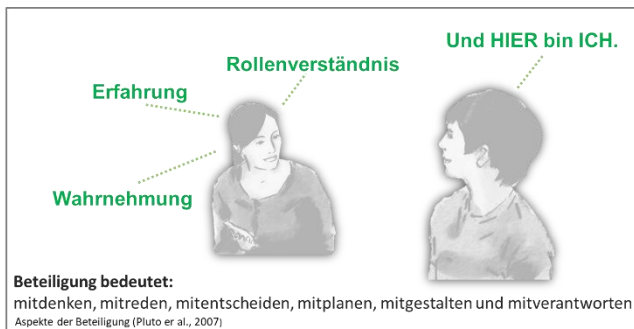 Und HIER bin ICH.
Rollenverständnis
Erfahrung
Wahrnehmung
Beteiligung bedeutet:
mitdenken, mitreden, mitentscheiden, mitplanen, mitgestalten und mitverantworten
Aspekte der Beteiligung (Pluto er al., 2007)